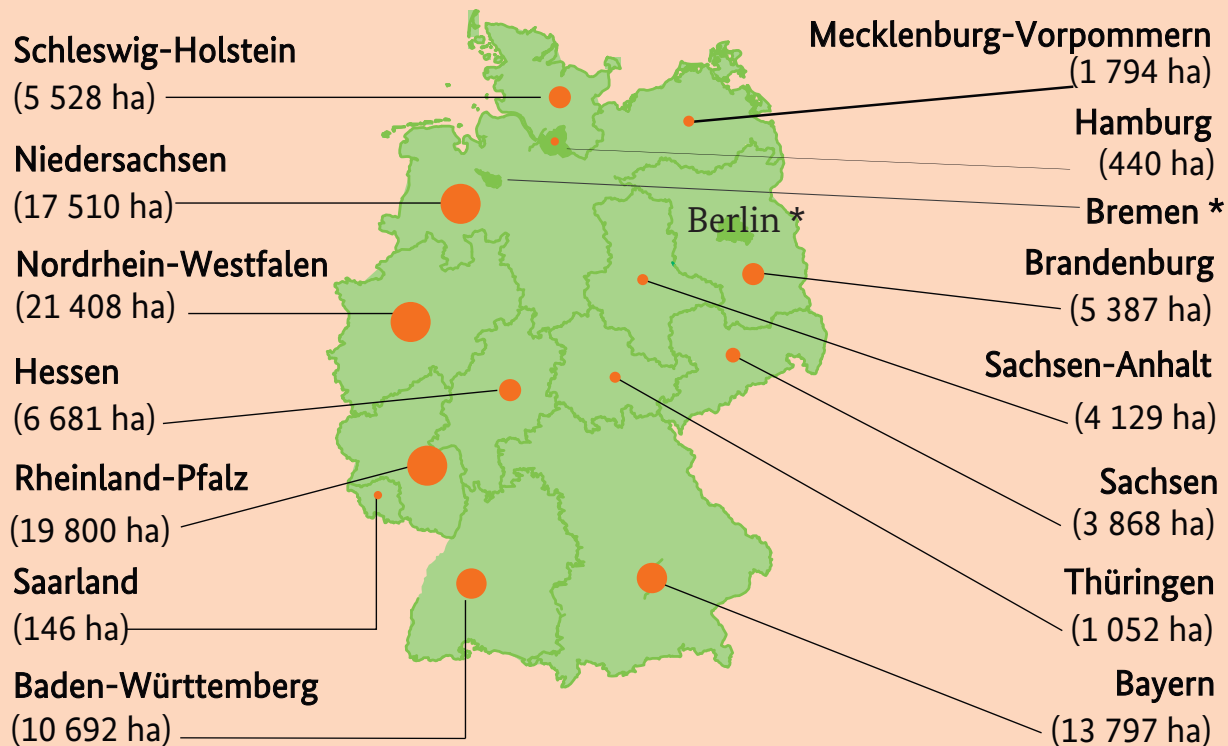 Schleswig-Holstein
(5 528 ha)
Niedersachsen
(17 510 ha)
Nordrhein-Westfalen
(21 408 ha)
Hessen
(6 681 ha)
Rheinland-Pfalz
(19 800 ha)
Saarland
(146 ha)
Baden-Württemberg
(10 692 ha)
Berlin *
Mecklenburg-Vorpommern
(1 794 ha)
Hamburg
(440 ha)
Bremen *
Brandenburg
(5 387 ha)
Sachsen-Anhalt
(4 129 ha)
Sachsen
(3 868 ha)
Thüringen
(1 052 ha)
Bayern
(13 797 ha)